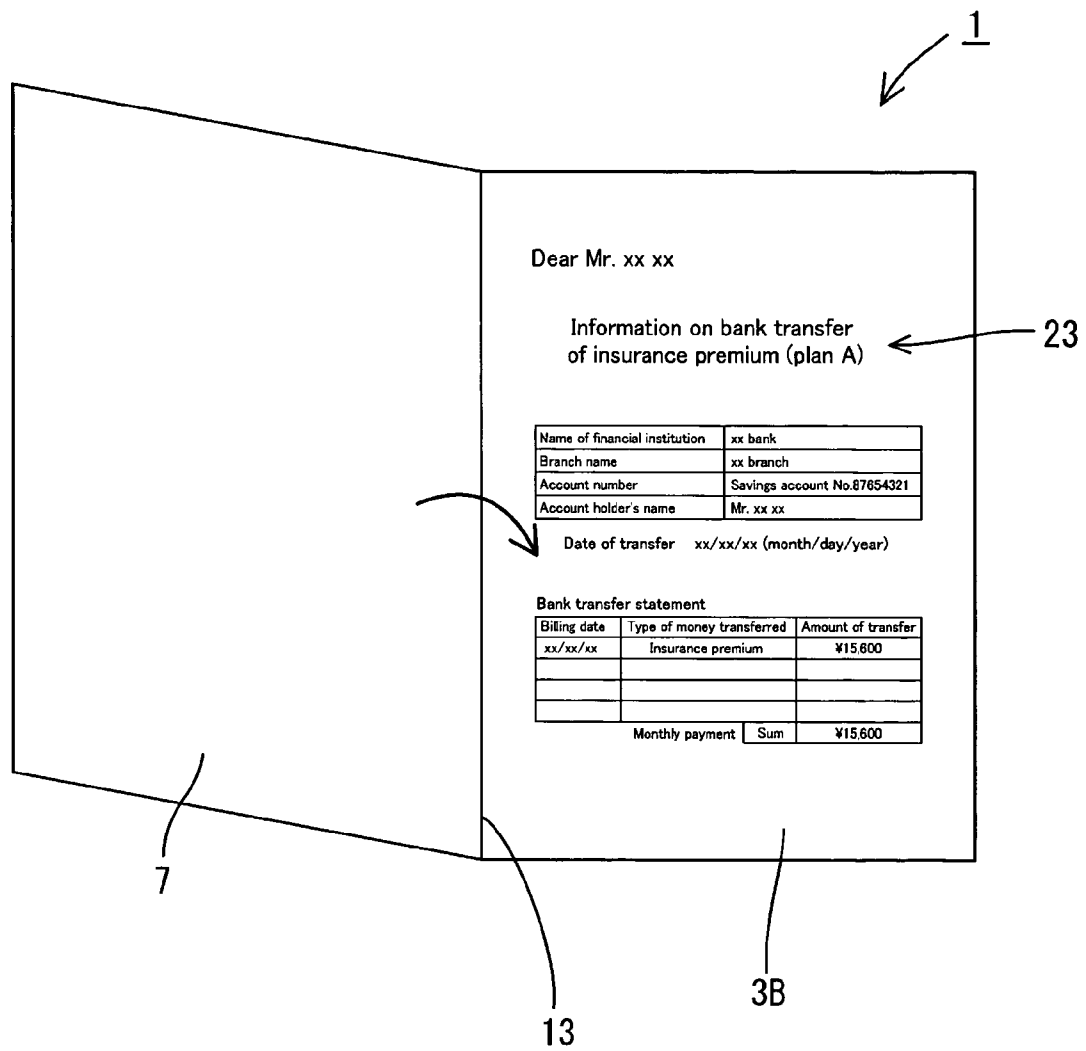 1
Dear Mr. xx xx
Information on bank transfer
of insurance premium (plan A)
23
Name of financial institution xx bank
Branch name xx branch
Account number Savings account No.87654321
Account holder's name Mr. xx xx
Date of transfer xx/xx/xx (month/day/year)
Bank transfer statement
Billing date Type of money transferred Amount of transfer
xx/xx/xx Insurance premium ¥15,600
Monthly payment Sum ¥15,600
7
3B
13